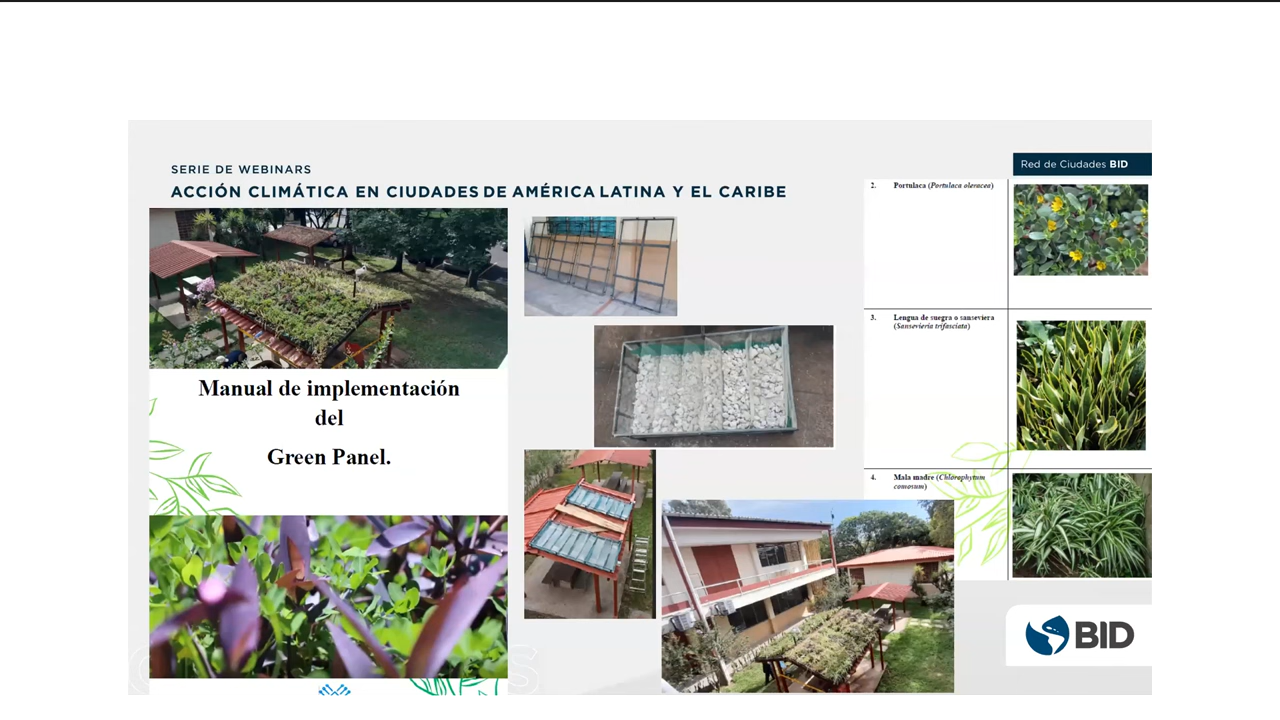 SERIE DE WEBINARS
ACCIÓN CLIMÁTICA EN CIUDADES DE AMÉRICA LATINA Y EL CARIBE
Red de Ciudades BID
Manual de implementación
del
Green Panel.
2. Portulaca (Portulaca oleracea)
3. Lengua de suegra o sanseviera
(Sansevieria trifasciata)
4. Mala madre (Chlorophytum
comosum)
BID